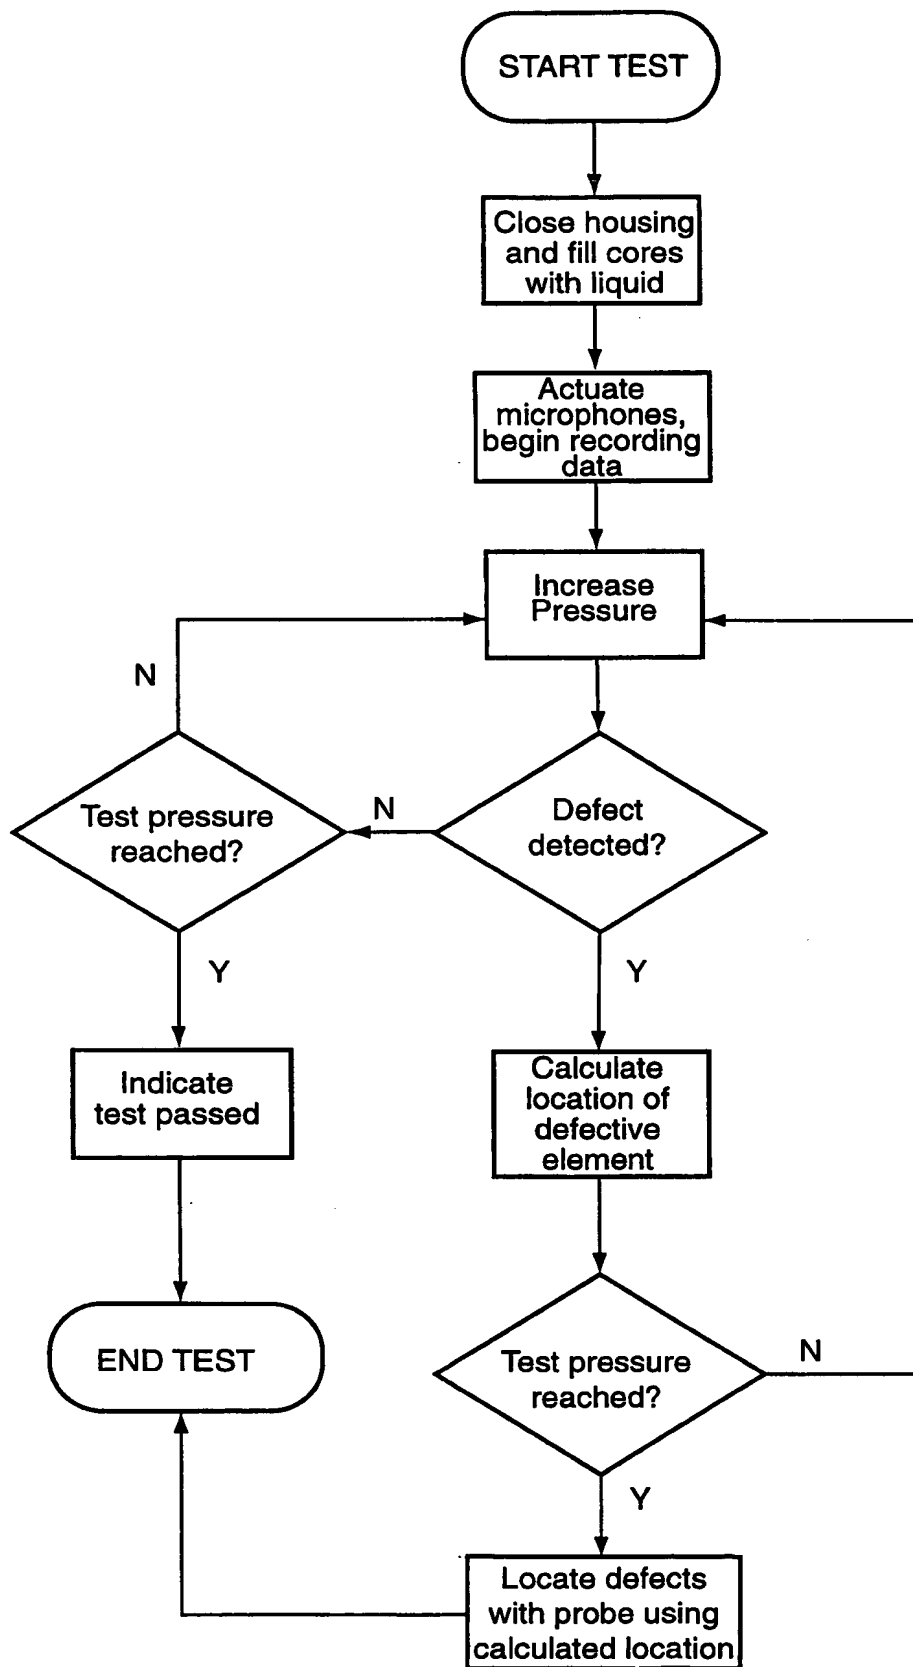 START TEST
Close housing
and fill cores
with liquid
Actuate
microphones,
begin recording
data
Increase
Pressure
N
Test pressure
reached?
N
Defect
detected?
Y
Y
Indicate
test passed
Calculate
location of
defective
element
END TEST
Test pressure
reached?
N
Y
Locate defects
with probe using
calculated location